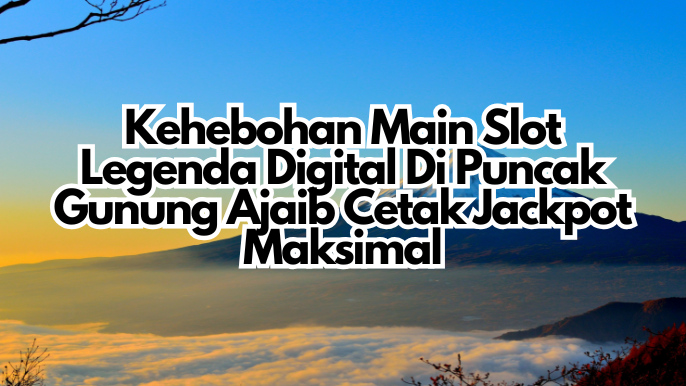 Kehebohan Main Slot
Legenda Digital Di Puncak
Gunung Ajaib Cetak Jackpot
Maksimal